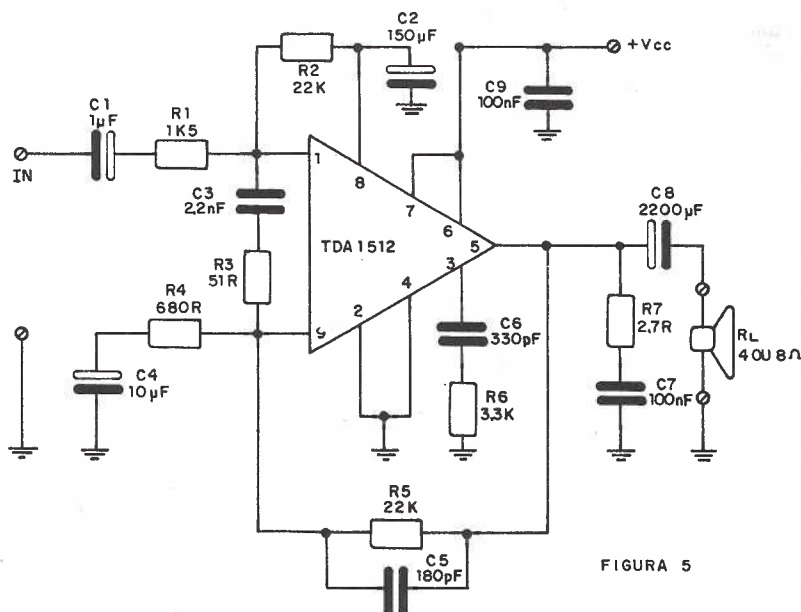 C2
150µF
+Vcc
R2
22K
C9
100nF
C1
1µF
R1
1K5
IN
1
8
7
6
C3
2,2nF
TDA1512
5
C8
2200µF
R3
51R
3
4
2
9
R4
680R
C6
330pF
R7
2,7R
RL
4OU8Ω
C4
10µF
R6
3,3K
C7
100nF
R5
22K
C5
180pF
FIGURA 5